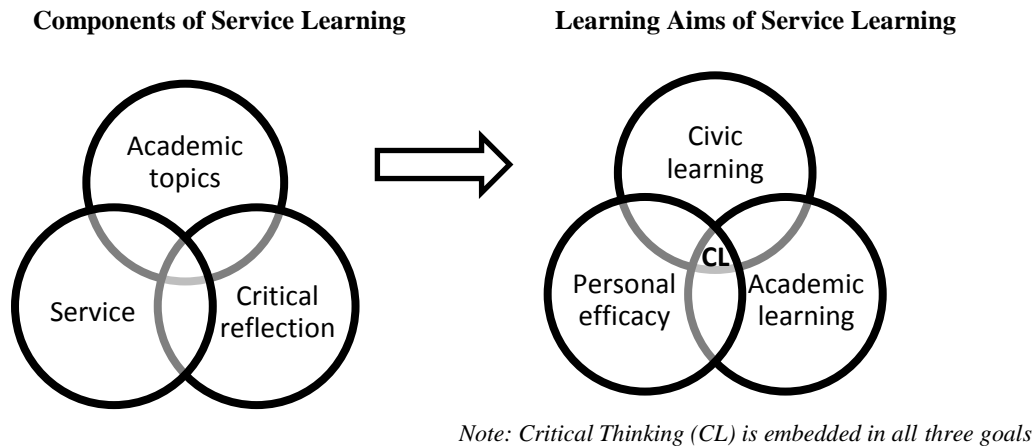 Components of Service Learning
Learning Aims of Service Learning
Academic
topics
Service
Critical
reflection
Civic
learning
CL
Personal
efficacy
Academic
learning
Note: Critical Thinking (CL) is embedded in all three goals